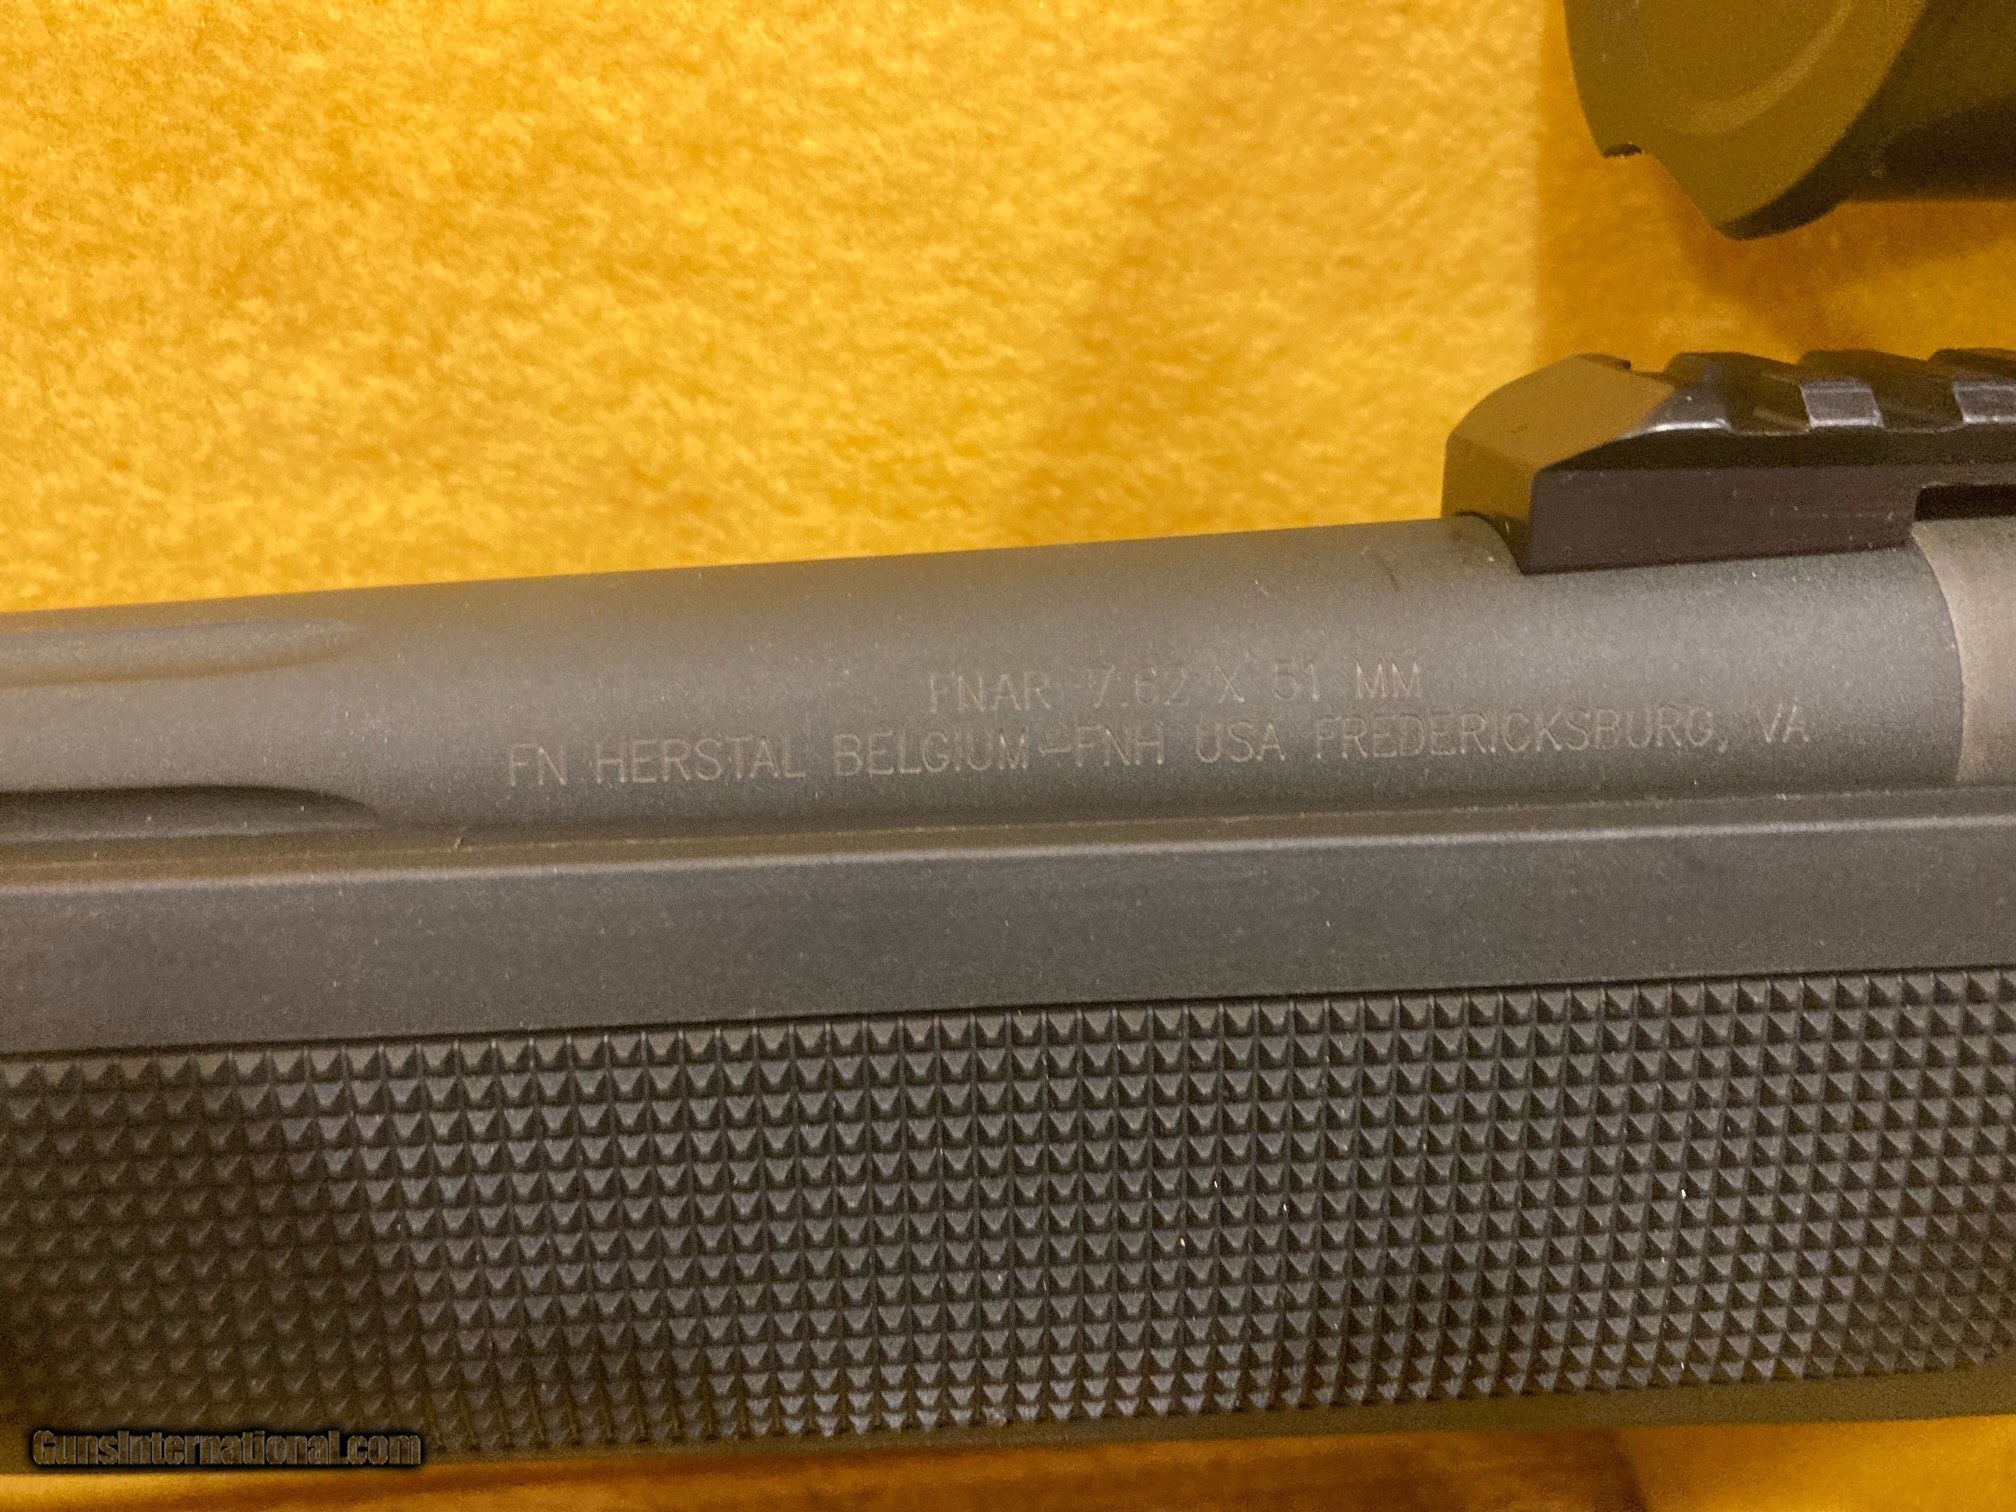 FNAR 7.62 X 51 MM
FN HERSTAL BELGIUM-FNH USA FREDERICKSBURG, VA
GunsInternational.com